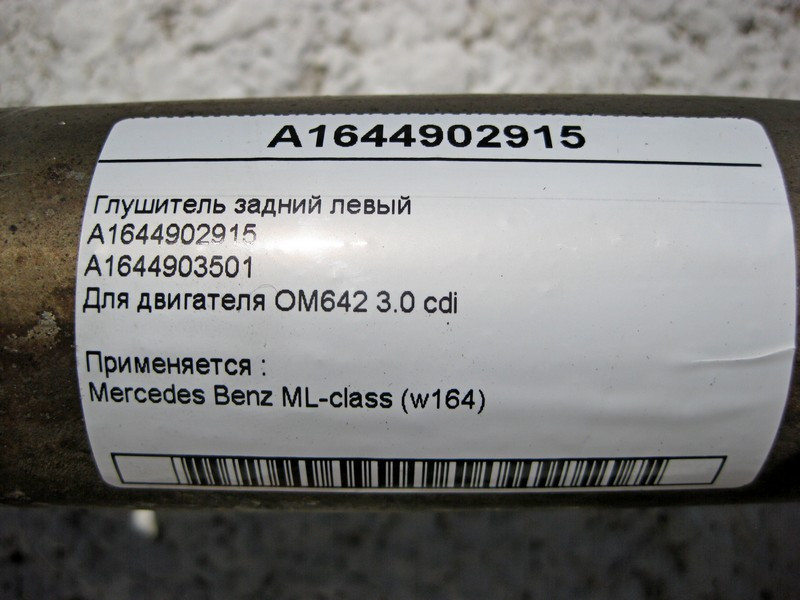 A1644902915
Глушитель задний левый
A1644902915
A1644903501
Для двигателя OM642 3.0 cdi
Применяется :
Mercedes Benz ML-class (w164)